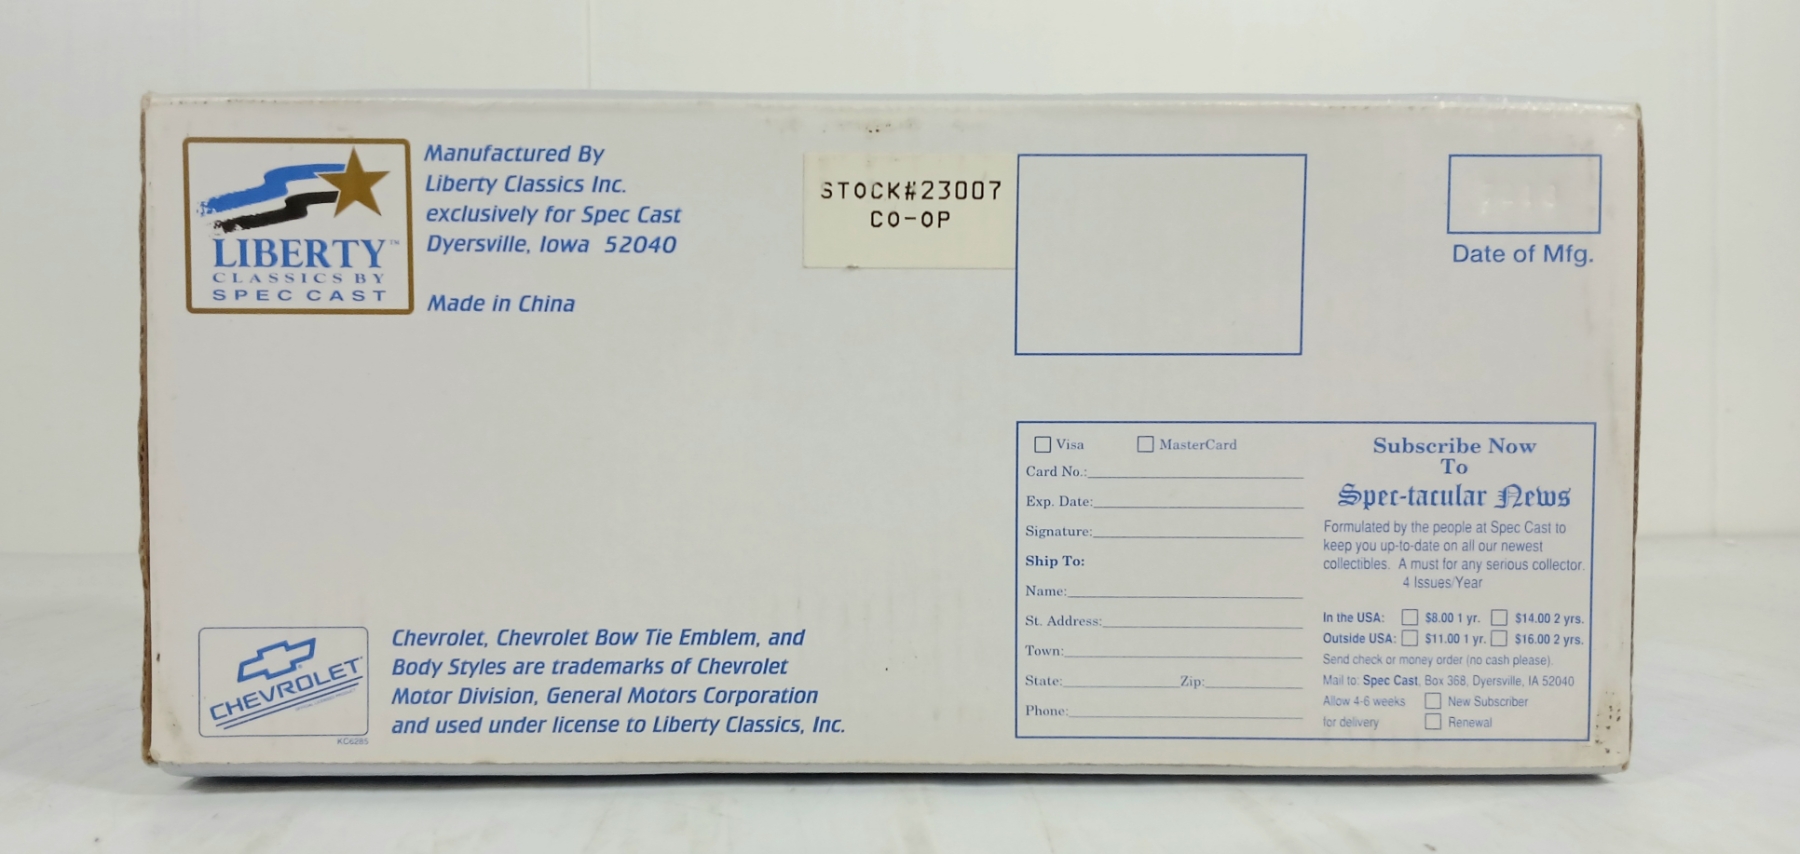 LIBERTY™
CLASSICS BY
SPEC CAST
Manufactured By
Liberty Classics Inc.
exclusively for Spec Cast
Dyersville, Iowa 52040
Made in China
STOCK#23007
CO-OP
Date of Mfg.
CHEVROLET
KC6285
Chevrolet, Chevrolet Bow Tie Emblem, and
Body Styles are trademarks of Chevrolet
Motor Division, General Motors Corporation
and used under license to Liberty Classics, Inc.
Visa MasterCard
Card No.:
Exp. Date:
Signature:
Ship To:
Name:
St. Address:
Town:
State: Zip:
Phone:
Subscribe Now
To
Spec-tacular News
Formulated by the people at Spec Cast to
keep you up-to-date on all our newest
collectibles. A must for any serious collector.
4 Issues/Year
In the USA: $8.00 1 yr. $14.00 2 yrs.
Outside USA: $11.00 1 yr. $16.00 2 yrs.
Send check or money order (no cash please).
Mail to: Spec Cast, Box 368, Dyersville, IA 52040
Allow 4-6 weeks New Subscriber
for delivery Renewal